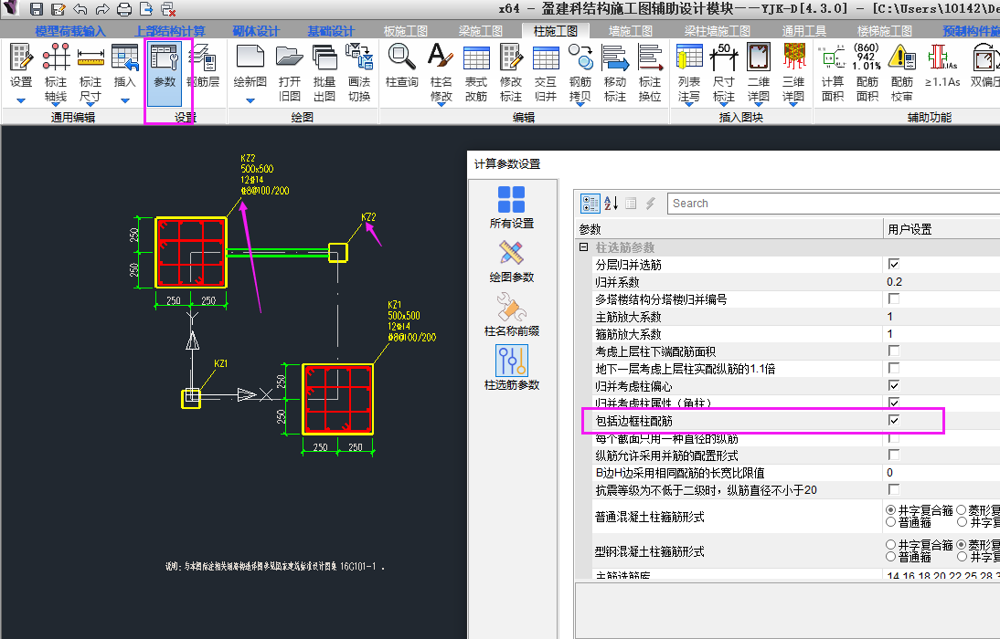 x64 - 盈建科结构施工图辅助设计模块——YJK-D[4.3.0] - [C:\Users\10142\De
模型荷载输入 上部结构计算 砌体设计 基础设计 板施工图 梁施工图 柱施工图 墙施工图 梁柱墙施工图 通用工具 楼梯施工图 预制构件施
设置 标注轴线 标注尺寸 插入 参数 钢筋层 绘新图 打开旧图 批量出图 画法切换 柱查询 柱名修改 表式改筋 修改标注 交互归并 钢筋拷贝 移动标注 标注换位 列表注写 尺寸标注 二维详图 三维详图 计算面积 配筋面积 配筋校审 ≥1.1As 双偏压
.50
(860)
1.01%
As
通用编辑 设置 绘图 编辑 插入图块 辅助功能
KZ2
500x500
12Φ14
Φ8@100/200
KZ2
250
250
250 250
KZ1
500x500
12Φ14
Φ8@100/200
KZ1
Y
X
250
250
250 250
说明: 与本图标注相关钢筋构造详图参见国家建筑标准设计图集 16G101-1 .
计算参数设置
所有设置
绘图参数
柱名称前缀
柱选筋参数
A
Z
Search
参数 用户设置
柱选筋参数
分层归并选筋
归并系数 0.2
多塔楼结构分塔楼归并编号
主筋放大系数 1
箍筋放大系数 1
考虑上层柱下端配筋面积
地下一层考虑上层柱实配纵筋的1.1倍
归并考虑柱偏心
归并考虑柱属性（角柱）
包括边框柱配筋
每个截面只用一种直径的纵筋
纵筋允许采用并筋的配置形式
B边H边采用相同配筋的长宽比限值 0
抗震等级为不低于二级时，纵筋直径不小于20
普通混凝土柱箍筋形式 井字复合箍 菱形复
普通箍 井字复
型钢混凝土柱箍筋形式 井字复合箍 菱形复
普通箍 井字复
主筋选筋库 14 16 18 20 22 25 28 3